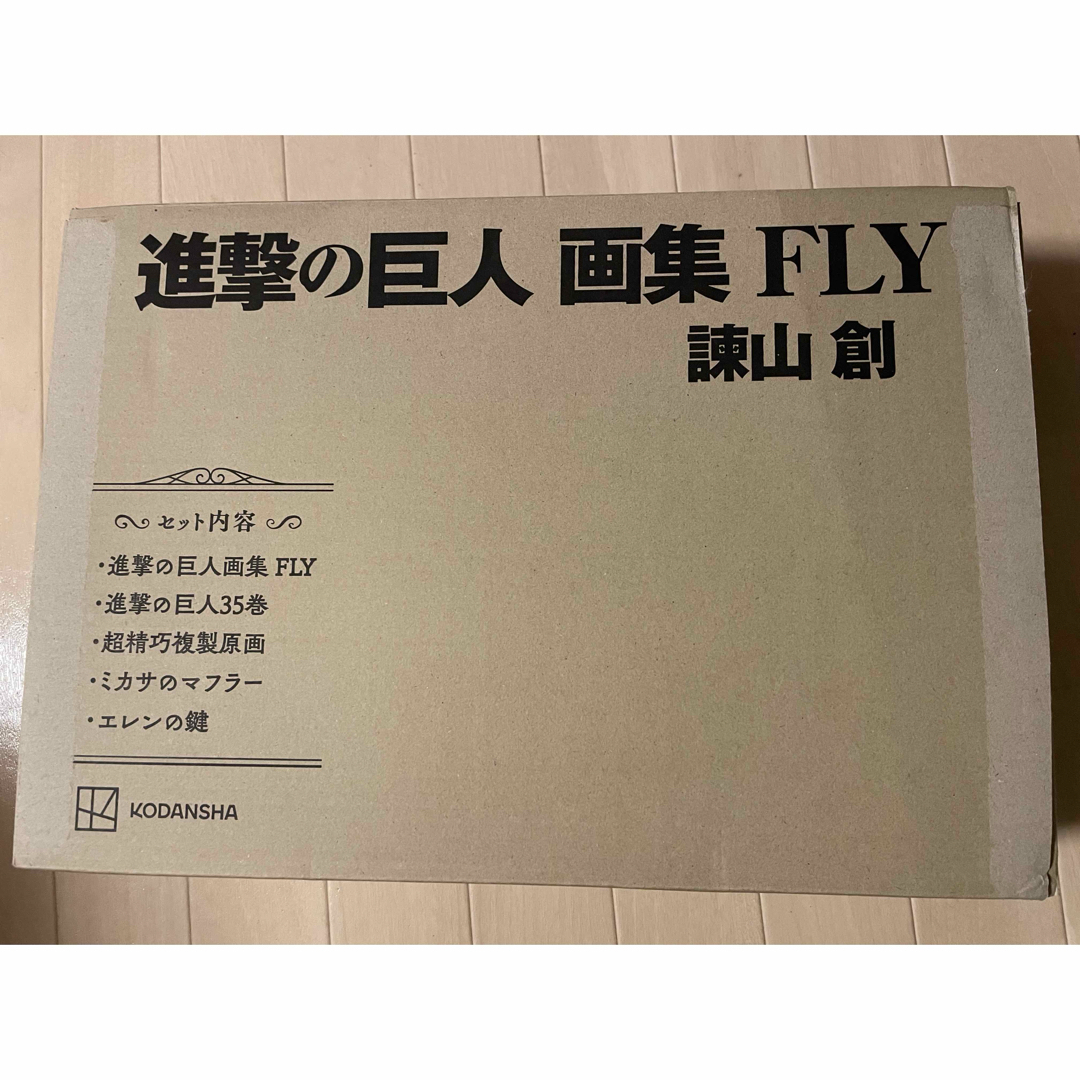 進撃の巨人 画集 FLY
諫山 創
セット内容
・進撃の巨人画集 FLY
・進撃の巨人35巻
・超精巧複製原画
・ミカサのマフラー
・エレンの鍵
KODANSHA